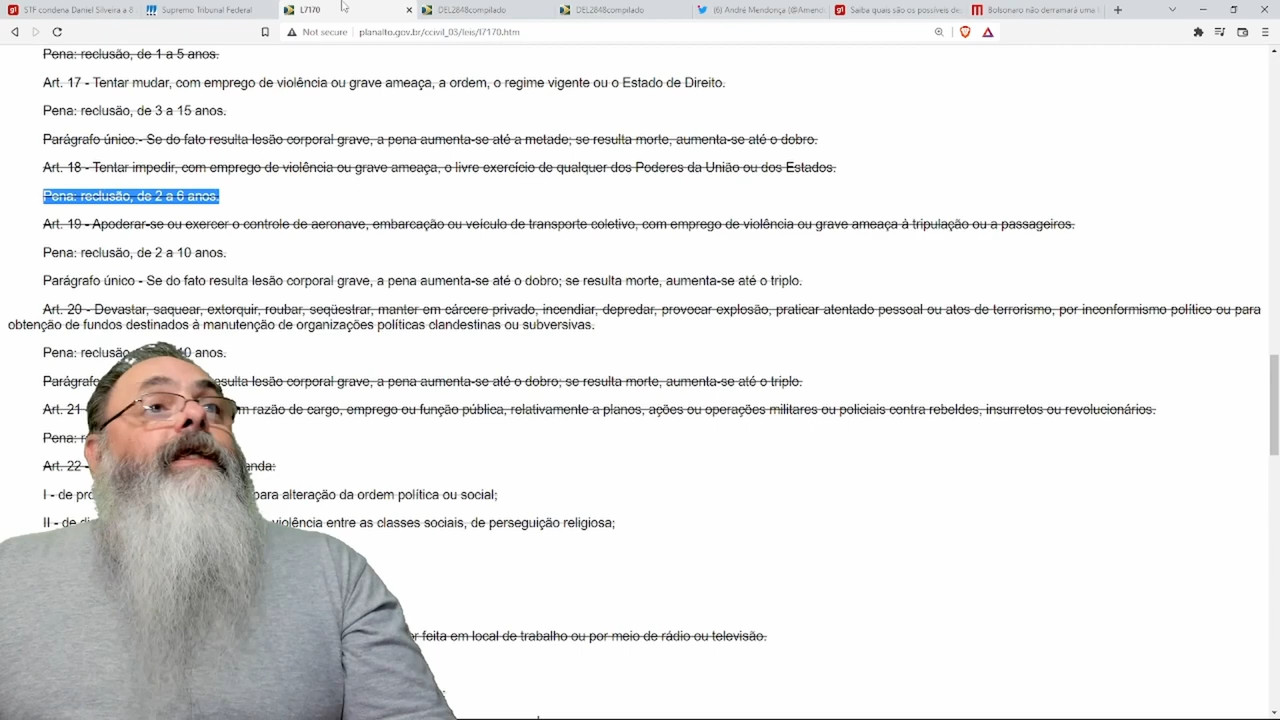 STF condena Daniel Silveira a 8
Supremo Tribunal Federal
L7170
DEL2848compilado
DEL2848compilado
(6) André Mendonça (@Amend
Saiba quais são os possíveis de
Bolsonaro não derramará uma l
Not secure
planalto.gov.br/ccivil_03/leis/l7170.htm
Pena: reclusão, de 1 a 5 anos.
Art. 17 - Tentar mudar, com emprego de violência ou grave ameaça, a ordem, o regime vigente ou o Estado de Direito.
Pena: reclusão, de 3 a 15 anos.
Parágrafo único.- Se do fato resulta lesão corporal grave, a pena aumenta-se até a metade; se resulta morte, aumenta-se até o dobro.
Art. 18 - Tentar impedir, com emprego de violência ou grave ameaça, o livre exercício de qualquer dos Poderes da União ou dos Estados.
Pena: reclusão, de 2 a 6 anos.
Art. 19 - Apoderar-se ou exercer o controle de aeronave, embarcação ou veículo de transporte coletivo, com emprego de violência ou grave ameaça à tripulação ou a passageiros.
Pena: reclusão, de 2 a 10 anos.
Parágrafo único - Se do fato resulta lesão corporal grave, a pena aumenta-se até o dobro; se resulta morte, aumenta-se até o triplo.
Art. 20 - Devastar, saquear, extorquir, roubar, seqüestrar, manter em cárcere privado, incendiar, depredar, provocar explosão, praticar atentado pessoal ou atos de terrorismo, por inconformismo político ou para
obtenção de fundos destinados à manutenção de organizações políticas clandestinas ou subversivas.
Pena: reclusão 10 anos.
Parágrafo resulta lesão corporal grave, a pena aumenta-se até o dobro; se resulta morte, aumenta-se até o triplo.
Art. 21 m razão de cargo, emprego ou função pública, relativamente a planos, ações ou operações militares ou policiais contra rebeldes, insurretos ou revolucionários.
Pena: r
Art. 22 - anda:
I - de pro para alteração da ordem política ou social;
II - de di violência entre as classes sociais, de perseguição religiosa;
or feita em local de trabalho ou por meio de rádio ou televisão.